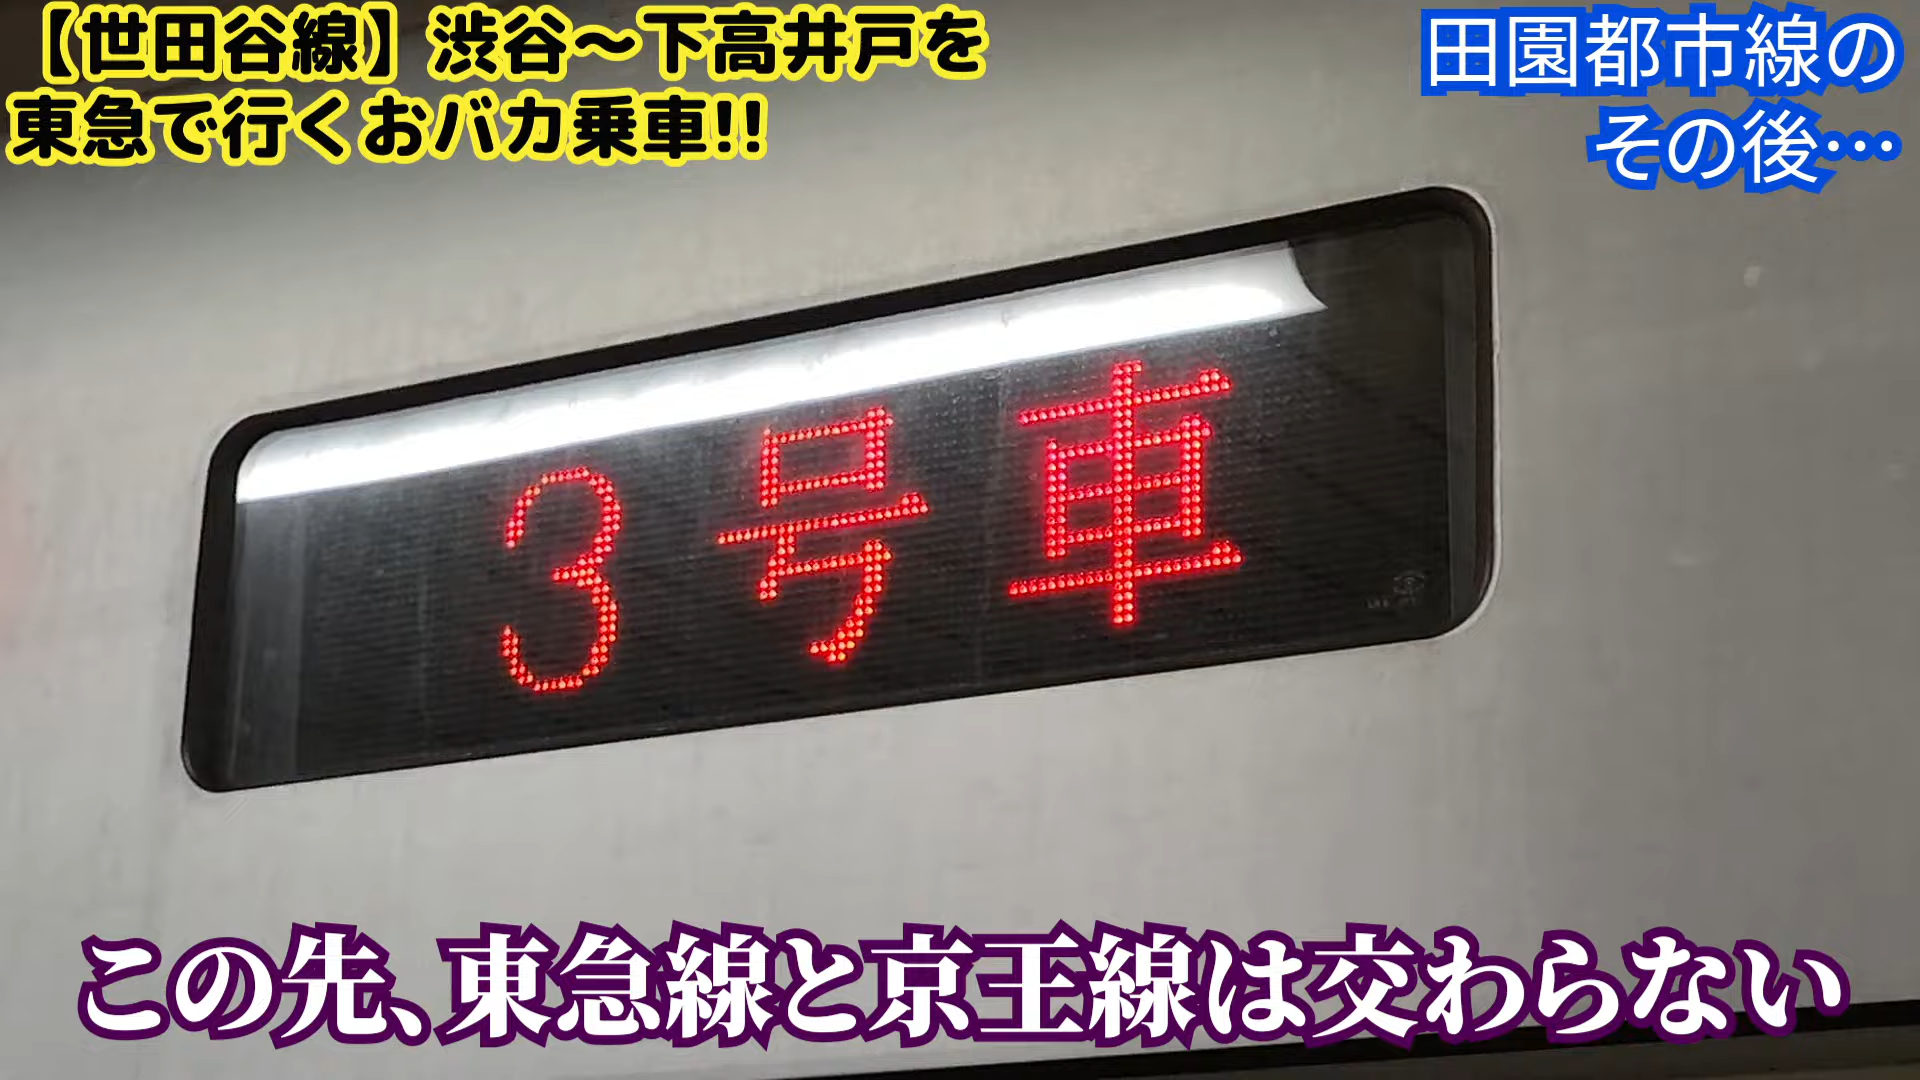 【世田谷線】渋谷～下高井戸を
東急で行くおバカ乗車!!
田園都市線の
その後…
3号車
この先、東急線と京王線は交わらない